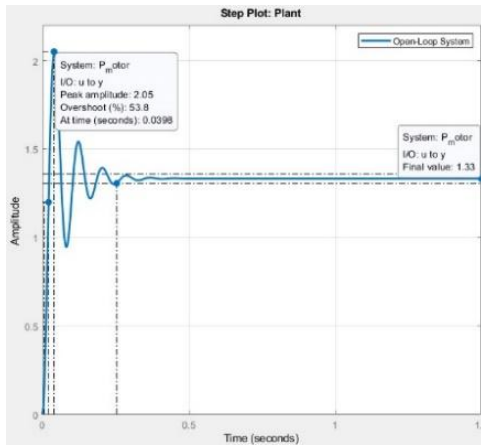 Step Plot: Plant
Open-Loop System
System: P_motor
I/O: u to y
Peak amplitude: 2.05
Overshoot (%): 53.8
At time (seconds): 0.0398
System: P_motor
I/O: u to y
Final value: 1.33
Amplitude
2
1.5
1
0.5
0
0
0.5
1
Time (seconds)